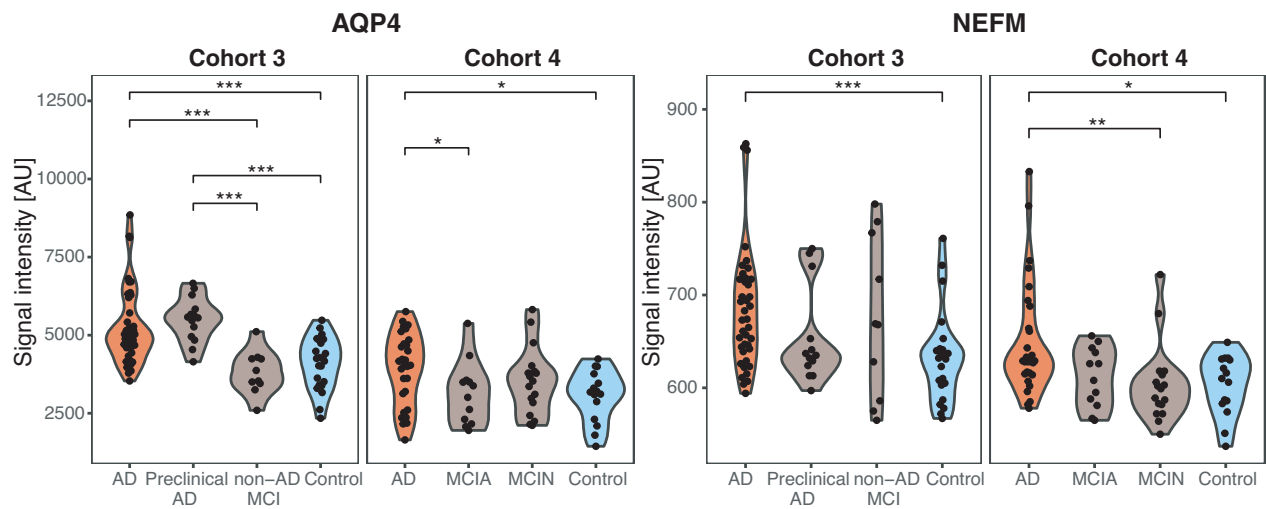 AQP4
NEFM
Cohort 3
Cohort 4
Cohort 3
Cohort 4
Signal intensity [AU]
12500
10000
7500
5000
2500
***
***
***
***
*
*
AD
Preclinical
AD
non−AD
MCI
Control
AD
MCIA
MCIN
Control
Signal intensity [AU]
900
800
700
600
***
*
**
AD
Preclinical
AD
non−AD
MCI
Control
AD
MCIA
MCIN
Control